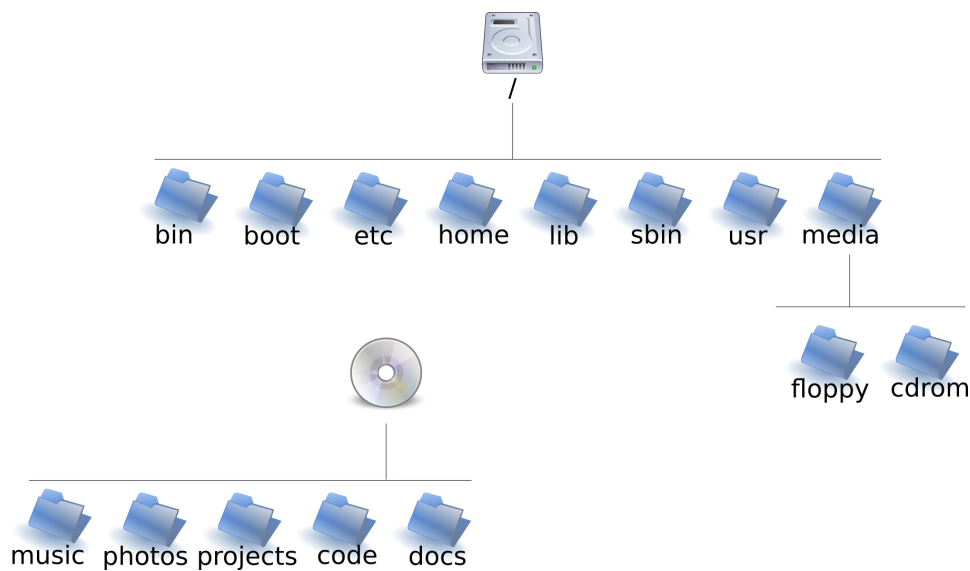 /
bin boot etc home lib sbin usr media
floppy cdrom
music photos projects code docs